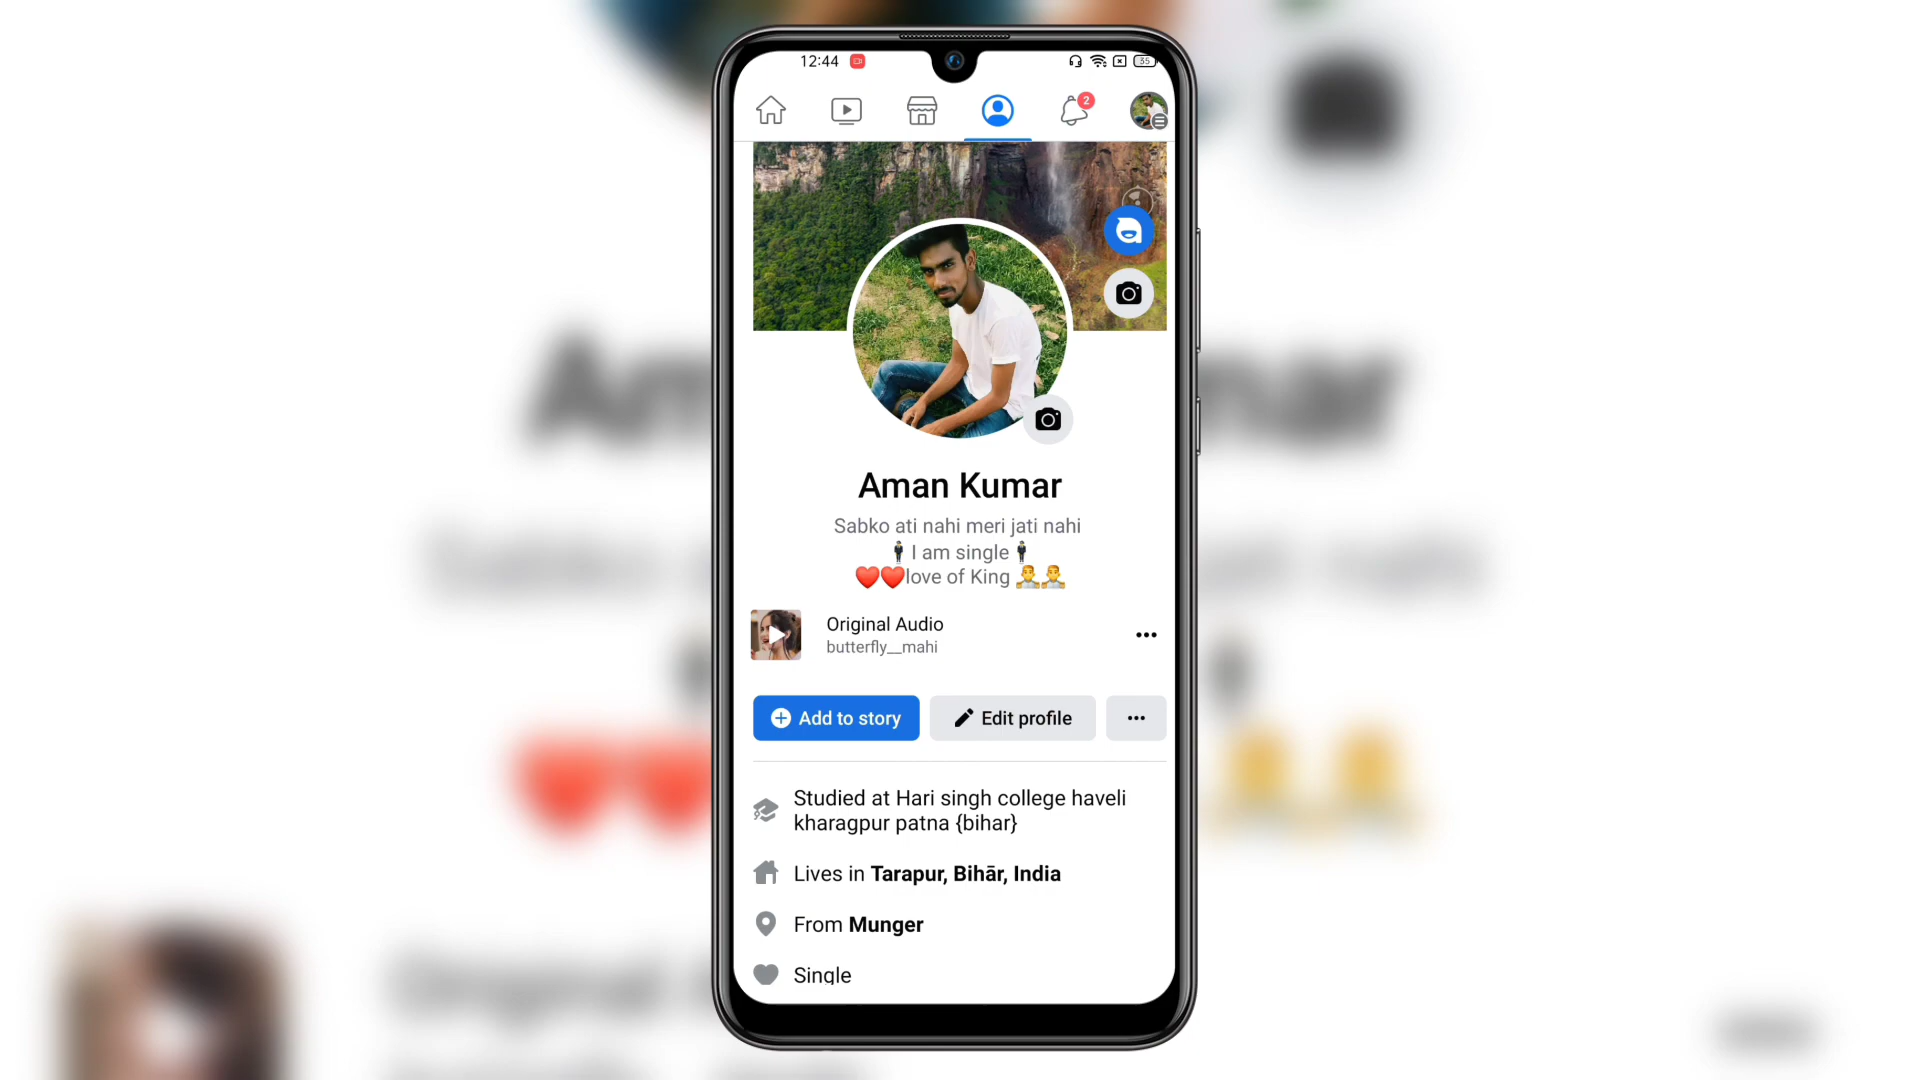 12:44
35
2
Aman Kumar
Sabko ati nahi meri jati nahi
🕴️I am single🕴️
❤️❤️love of King 🤴🤴
Original Audio
butterfly__mahi
Add to story
Edit profile
Studied at Hari singh college haveli
kharagpur patna {bihar}
Lives in Tarapur, Bihār, India
From Munger
Single